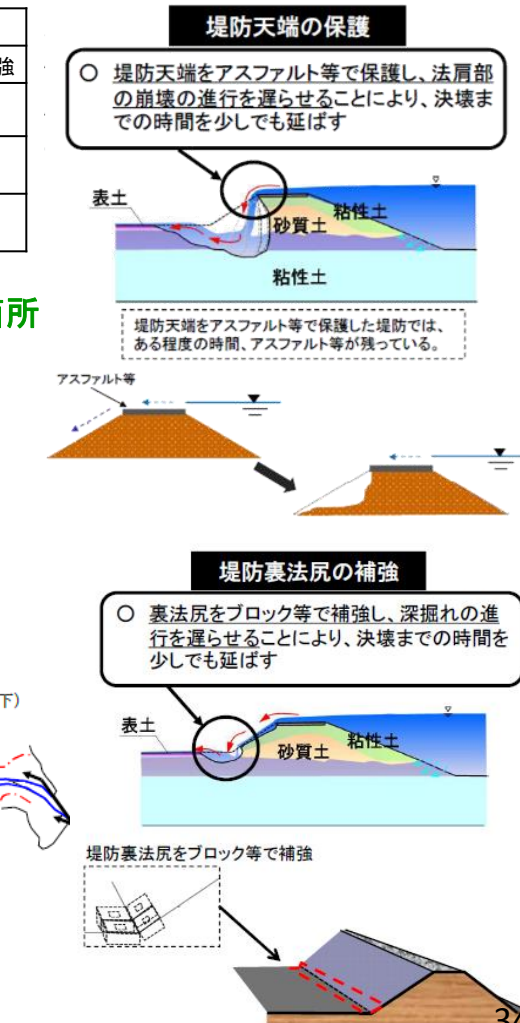 強
所
下）
堤防天端の保護
○ 堤防天端をアスファルト等で保護し、法肩部
の崩壊の進行を遅らせることにより、決壊ま
での時間を少しでも延ばす
表土
粘性土
砂質土
粘性土
堤防天端をアスファルト等で保護した堤防では、
ある程度の時間、アスファルト等が残っている。
アスファルト等
堤防裏法尻の補強
○ 裏法尻をブロック等で補強し、深掘れの進
行を遅らせることにより、決壊までの時間を
少しでも延ばす
表土
粘性土
砂質土
堤防裏法尻をブロック等で補強